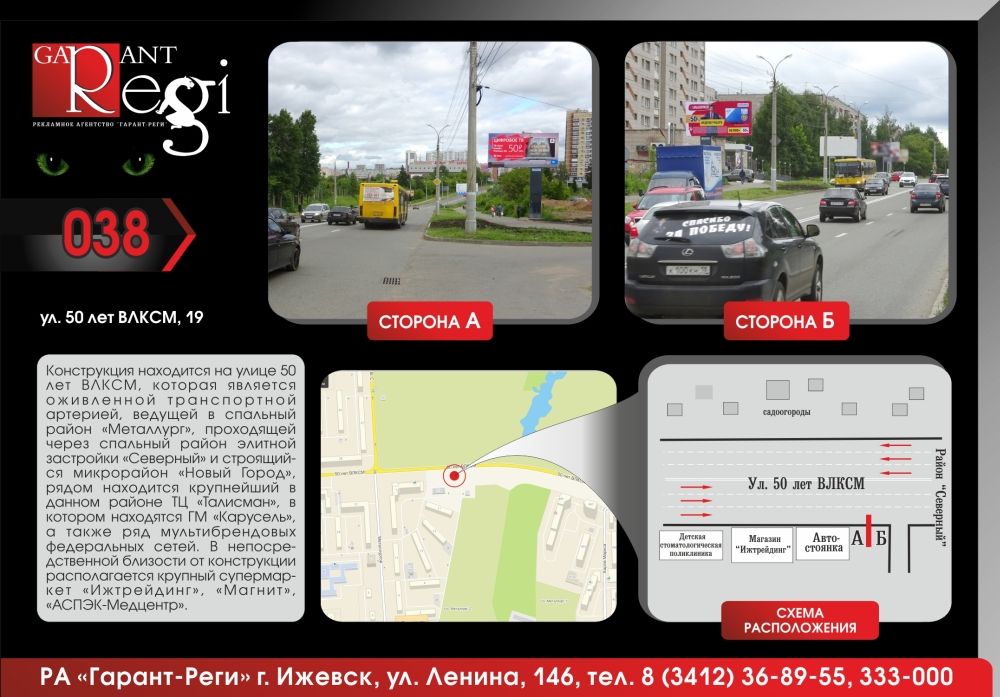 GARANT
Regi
РЕКЛАМНОЕ АГЕНТСТВО "ГАРАНТ-РЕГИ"
038
ул. 50 лет ВЛКСМ, 19
СПАСИБО
ЗА ПОБЕДУ!
СТОРОНА А
СТОРОНА Б
Конструкция находится на улице 50
лет ВЛКСМ, которая является
оживленной транспортной
артерией, ведущей в спальный
район «Металлург», проходящей
через спальный район элитной
застройки «Северный» и строящий-
ся микрорайон «Новый Город»,
рядом находится крупнейший в
данном районе ТЦ «Талисман», в
котором находятся ГМ «Карусель»,
а также ряд мультибрендовых
федеральных сетей. В непосре-
дственной близости от конструкции
располагается крупный супермар-
кет «Ижтрейдинг», «Магнит»,
«АСПЭК-Медцентр».
садоогороды
Ул. 50 лет ВЛКСМ
Район "Северный"
Детская
стоматологическая
поликлиника
Магазин
"Ижтрейдинг"
Авто-
стоянка
А Б
СХЕМА
РАСПОЛОЖЕНИЯ
РА «Гарант-Реги» г. Ижевск, ул. Ленина, 146, тел. 8 (3412) 36-89-55, 333-000